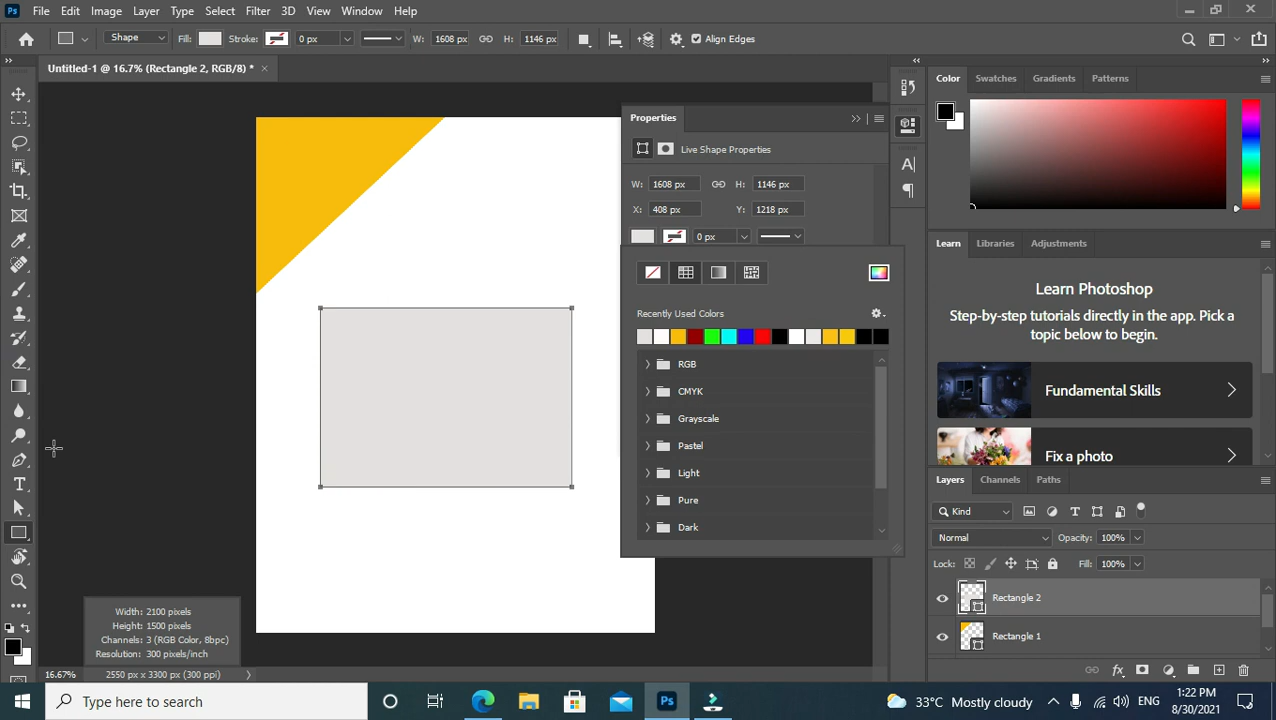 Ps File Edit Image Layer Type Select Filter 3D View Window Help
Shape Fill: Stroke: 0 px W: 1608 px H: 1146 px Align Edges
Untitled-1 @ 16.7% (Rectangle 2, RGB/8) *
Properties
Live Shape Properties
W: 1608 px H: 1146 px
X: 408 px Y: 1218 px
0 px
Recently Used Colors
RGB
CMYK
Grayscale
Pastel
Light
Pure
Dark
Color Swatches Gradients Patterns
Learn Libraries Adjustments
Learn Photoshop
Step-by-step tutorials directly in the app. Pick a
topic below to begin.
Fundamental Skills
Fix a photo
Layers Channels Paths
Kind
Normal Opacity: 100%
Lock: Fill: 100%
Rectangle 2
Rectangle 1
Width: 2100 pixels
Height: 1500 pixels
Channels: 3 (RGB Color, 8bpc)
Resolution: 300 pixels/inch
16.67% 2550 px x 3300 px (300 ppi)
Type here to search
Ps
33°C Mostly cloudy
ENG
1:22 PM
8/30/2021